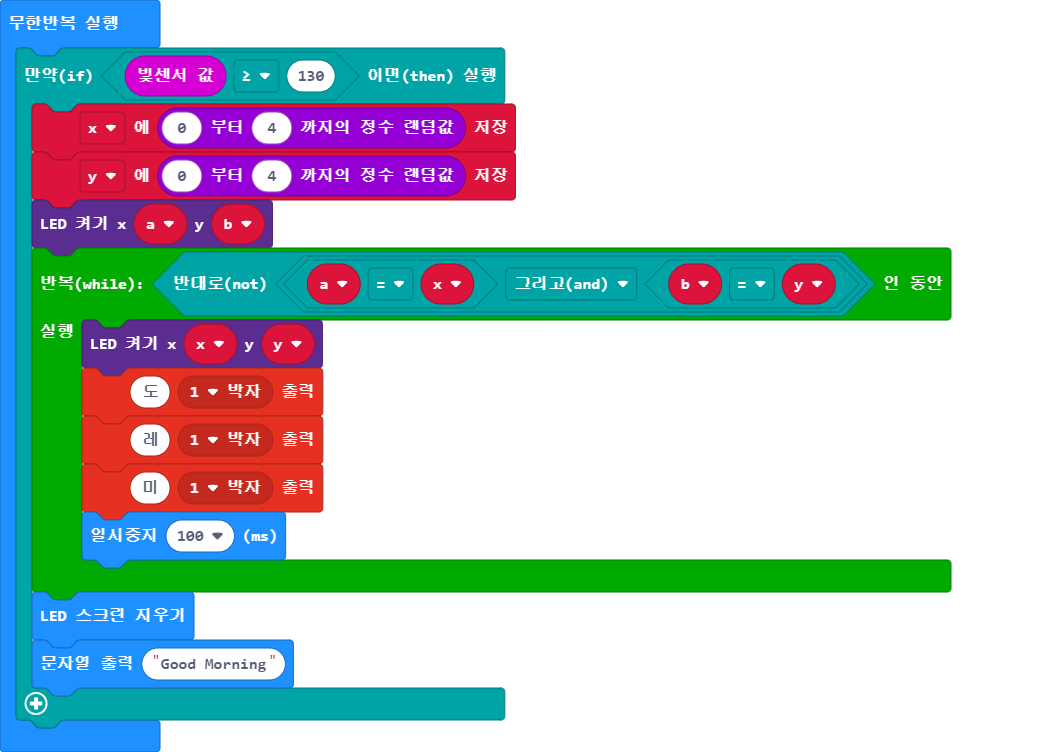 무한반복 실행
만약(if) 빛센서 값 ≥ 130 이면(then) 실행
x 에 0 부터 4 까지의 정수 랜덤값 저장
y 에 0 부터 4 까지의 정수 랜덤값 저장
LED 켜기 x a y b
반복(while): 반대로(not) a = x 그리고(and) b = y 인 동안
실행
LED 켜기 x x y y
도 1 박자 출력
레 1 박자 출력
미 1 박자 출력
일시중지 100 (ms)
LED 스크린 지우기
문자열 출력 "Good Morning"